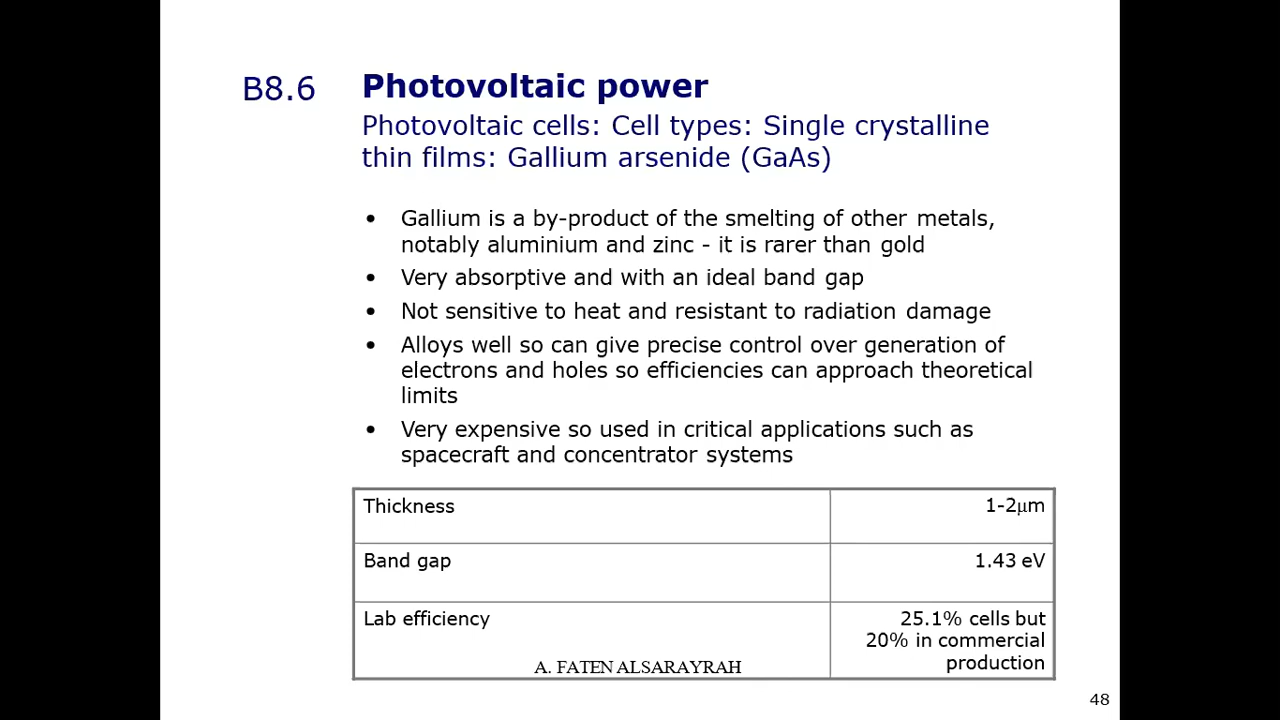 B8.6
Photovoltaic power
Photovoltaic cells: Cell types: Single crystalline
thin films: Gallium arsenide (GaAs)
• Gallium is a by-product of the smelting of other metals,
notably aluminium and zinc - it is rarer than gold
• Very absorptive and with an ideal band gap
• Not sensitive to heat and resistant to radiation damage
• Alloys well so can give precise control over generation of
electrons and holes so efficiencies can approach theoretical
limits
• Very expensive so used in critical applications such as
spacecraft and concentrator systems
Thickness 1-2μm
Band gap 1.43 eV
Lab efficiency 25.1% cells but
20% in commercial
production
A. FATEN ALSARAYRAH
48